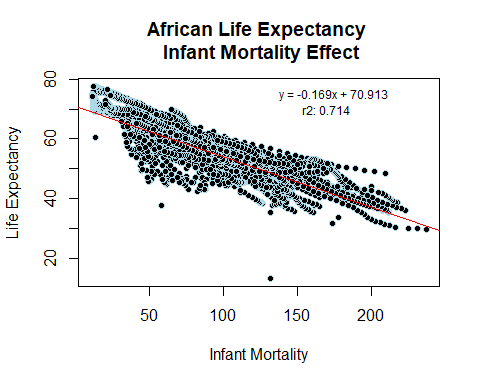 African Life Expectancy
Infant Mortality Effect
y = -0.169x + 70.913
r2: 0.714
Life Expectancy
80
60
40
20
50
100
150
200
Infant Mortality